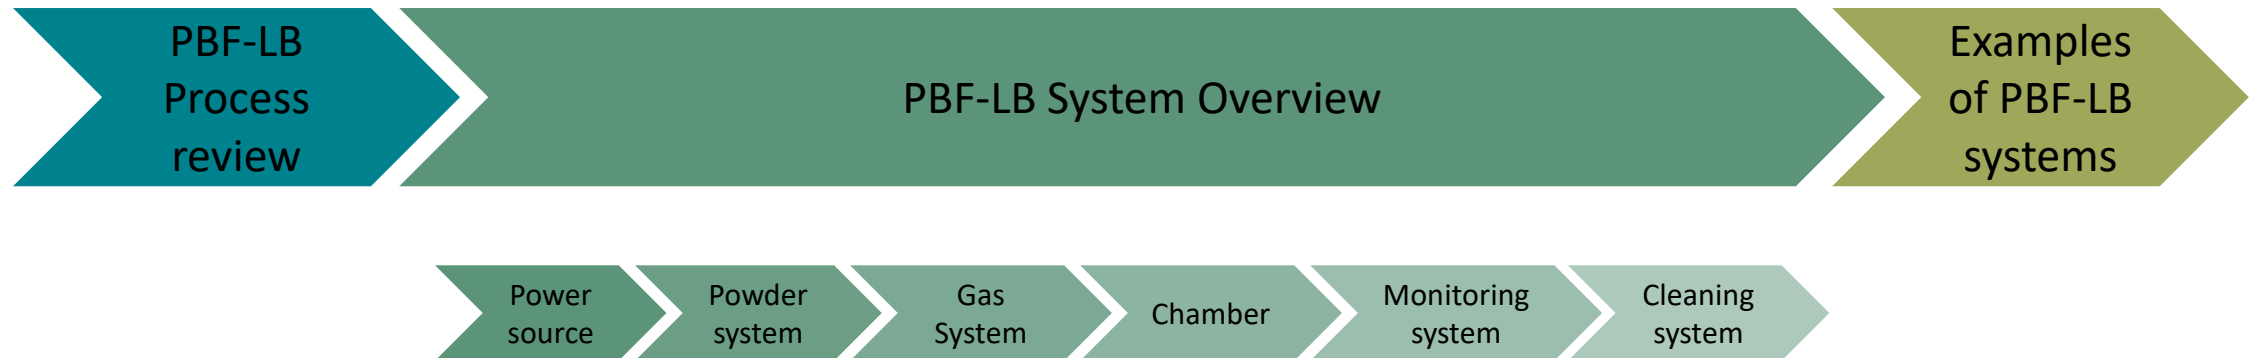 PBF-LB
Process
review
PBF-LB System Overview
Examples
of PBF-LB
systems
Power
source
Powder
system
Gas
System
Chamber
Monitoring
system
Cleaning
system